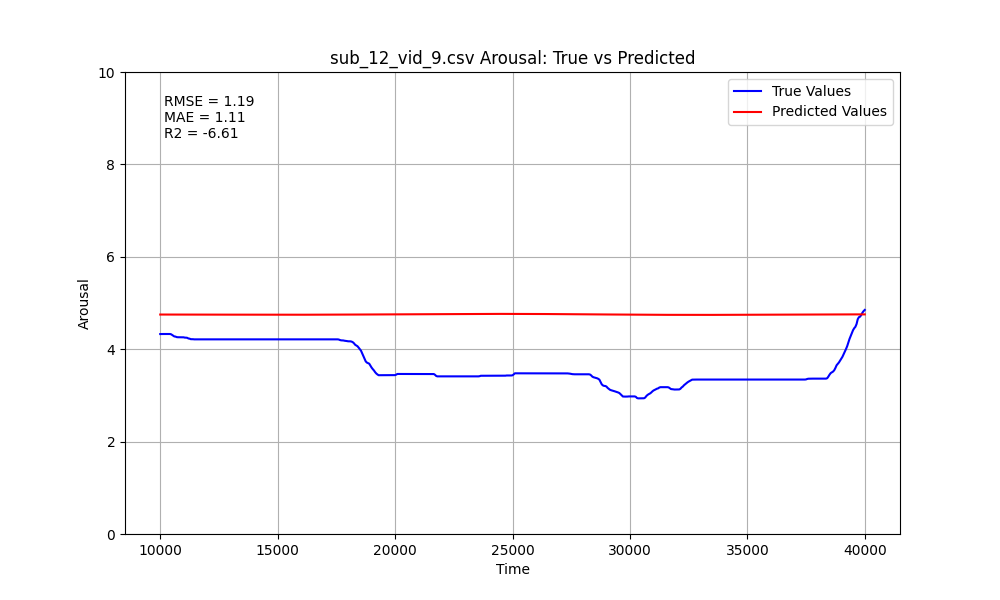 sub_12_vid_9.csv Arousal: True vs Predicted
RMSE = 1.19
MAE = 1.11
R2 = -6.61
True Values
Predicted Values
10
8
6
4
2
0
Arousal
10000 15000 20000 25000 30000 35000 40000
Time